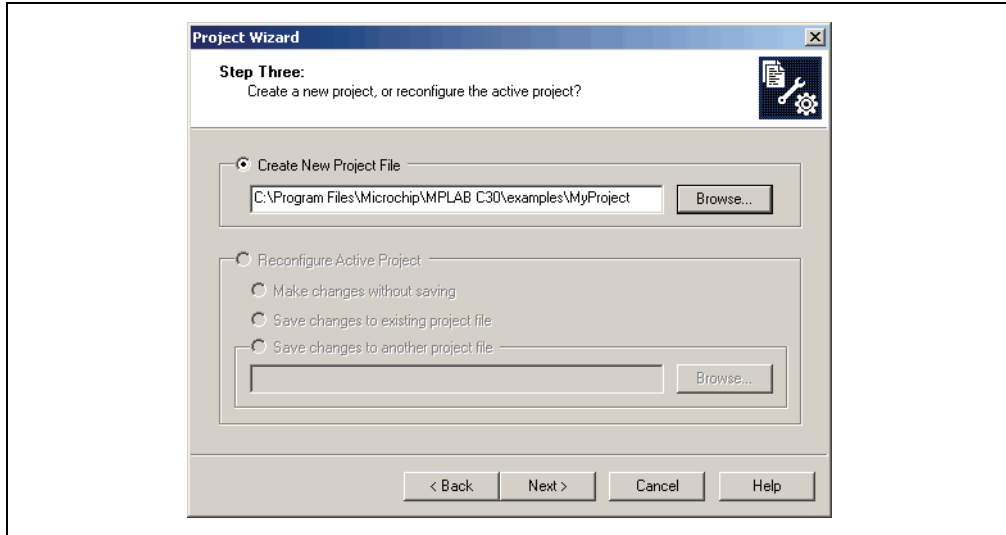 Project Wizard
Step Three:
Create a new project, or reconfigure the active project?
Create New Project File
C:\Program Files\Microchip\MPLAB C30\examples\MyProject
Browse...
Reconfigure Active Project
Make changes without saving
Save changes to existing project file
Save changes to another project file
Browse...
< Back
Next >
Cancel
Help